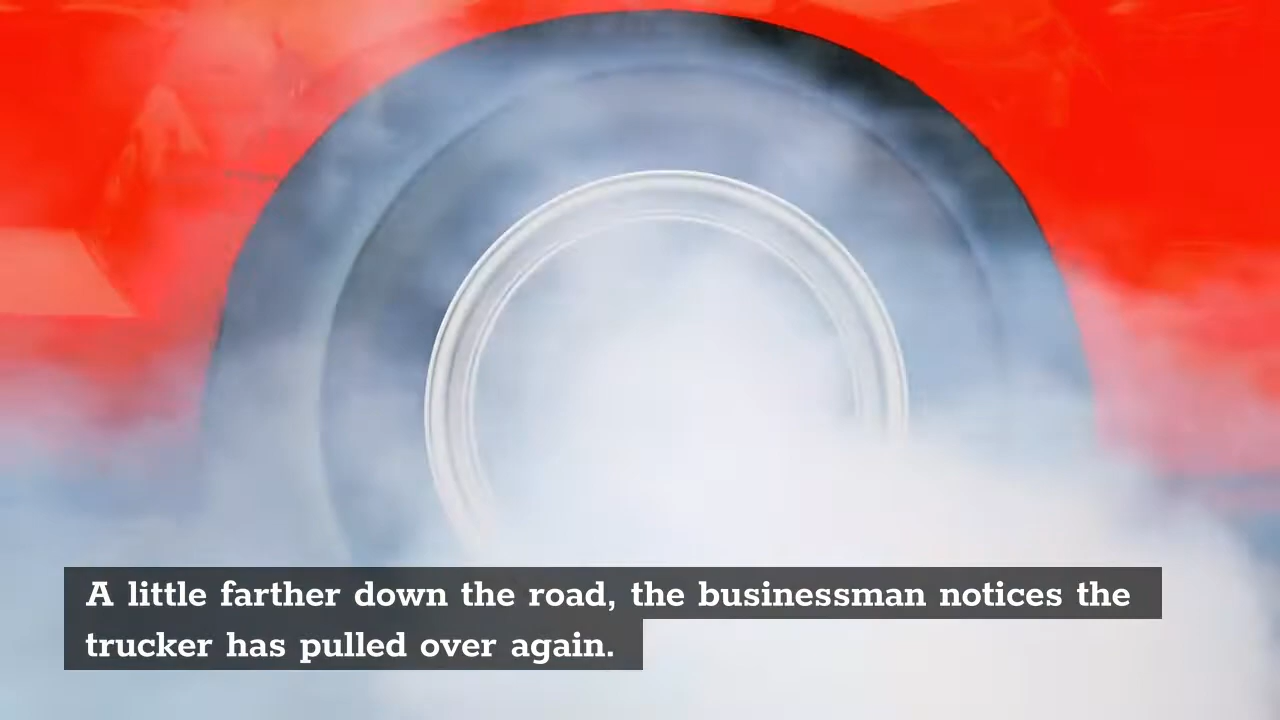 A little farther down the road, the businessman notices the
trucker has pulled over again.